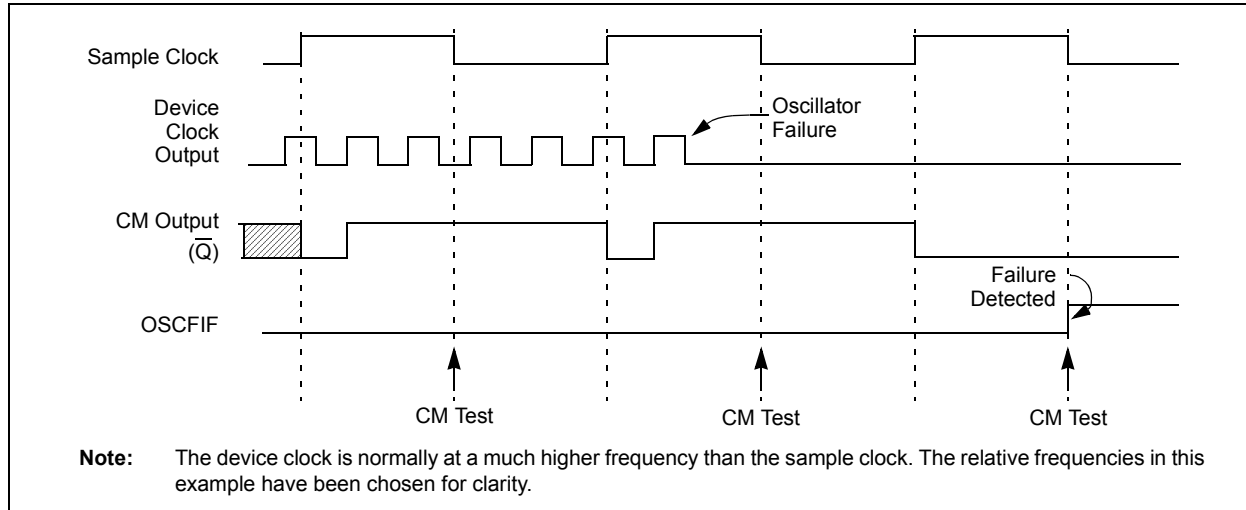 Sample Clock
Device
Clock
Output
Oscillator
Failure
CM Output
(Q̅)
Failure
Detected
OSCFIF
CM Test
CM Test
CM Test
Note: The device clock is normally at a much higher frequency than the sample clock. The relative frequencies in this
example have been chosen for clarity.